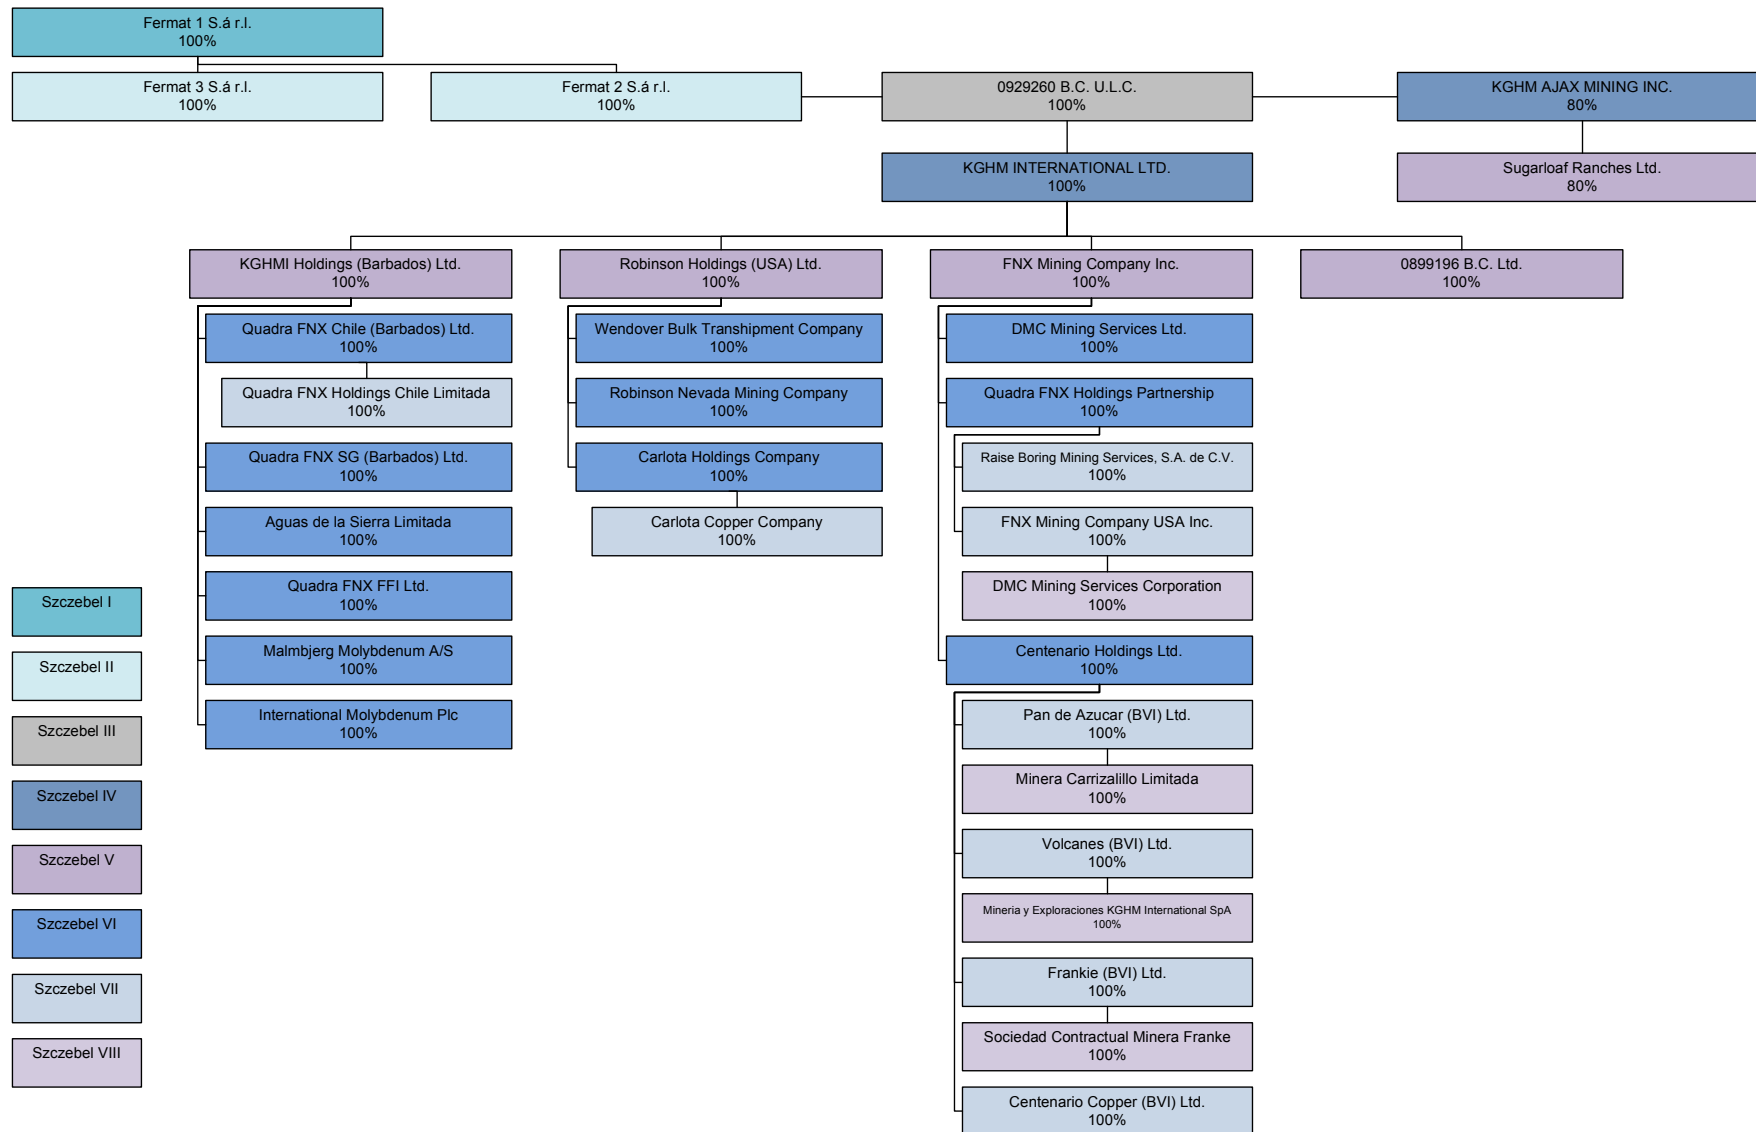 Fermat 1 S.á r.l.
100%
Fermat 3 S.á r.l.
100%
Fermat 2 S.á r.l.
100%
0929260 B.C. U.L.C.
100%
KGHM AJAX MINING INC.
80%
KGHM INTERNATIONAL LTD.
100%
Sugarloaf Ranches Ltd.
80%
KGHMI Holdings (Barbados) Ltd.
100%
Robinson Holdings (USA) Ltd.
100%
FNX Mining Company Inc.
100%
0899196 B.C. Ltd.
100%
Quadra FNX Chile (Barbados) Ltd.
100%
Quadra FNX Holdings Chile Limitada
100%
Quadra FNX SG (Barbados) Ltd.
100%
Aguas de la Sierra Limitada
100%
Quadra FNX FFI Ltd.
100%
Malmbjerg Molybdenum A/S
100%
International Molybdenum Plc
100%
Wendover Bulk Transhipment Company
100%
Robinson Nevada Mining Company
100%
Carlota Holdings Company
100%
Carlota Copper Company
100%
DMC Mining Services Ltd.
100%
Quadra FNX Holdings Partnership
100%
Raise Boring Mining Services, S.A. de C.V.
100%
FNX Mining Company USA Inc.
100%
DMC Mining Services Corporation
100%
Centenario Holdings Ltd.
100%
Pan de Azucar (BVI) Ltd.
100%
Minera Carrizalillo Limitada
100%
Volcanes (BVI) Ltd.
100%
Mineria y Exploraciones KGHM International SpA
100%
Frankie (BVI) Ltd.
100%
Sociedad Contractual Minera Franke
100%
Centenario Copper (BVI) Ltd.
100%
Szczebel I
Szczebel II
Szczebel III
Szczebel IV
Szczebel V
Szczebel VI
Szczebel VII
Szczebel VIII